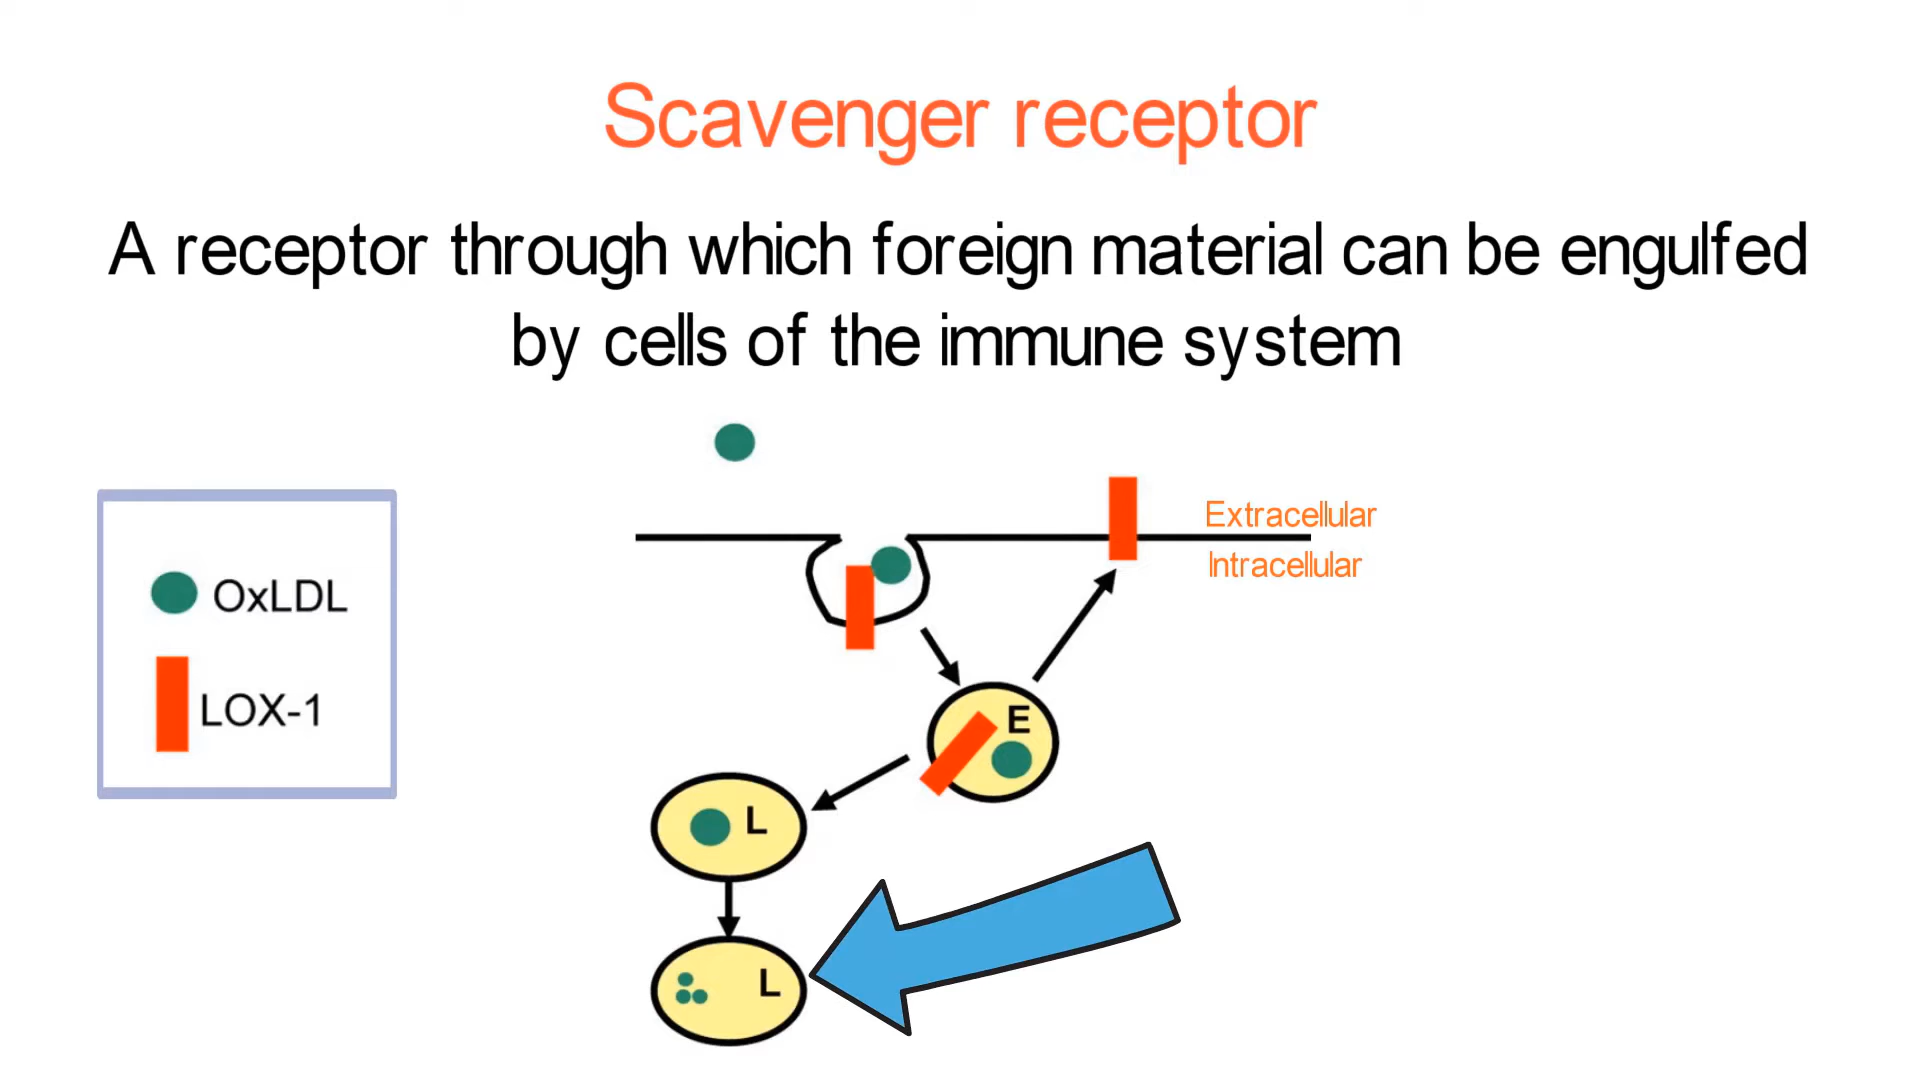 Scavenger receptor
A receptor through which foreign material can be engulfed
by cells of the immune system
Extracellular
Intracellular
OxLDL
LOX-1
E
L
L